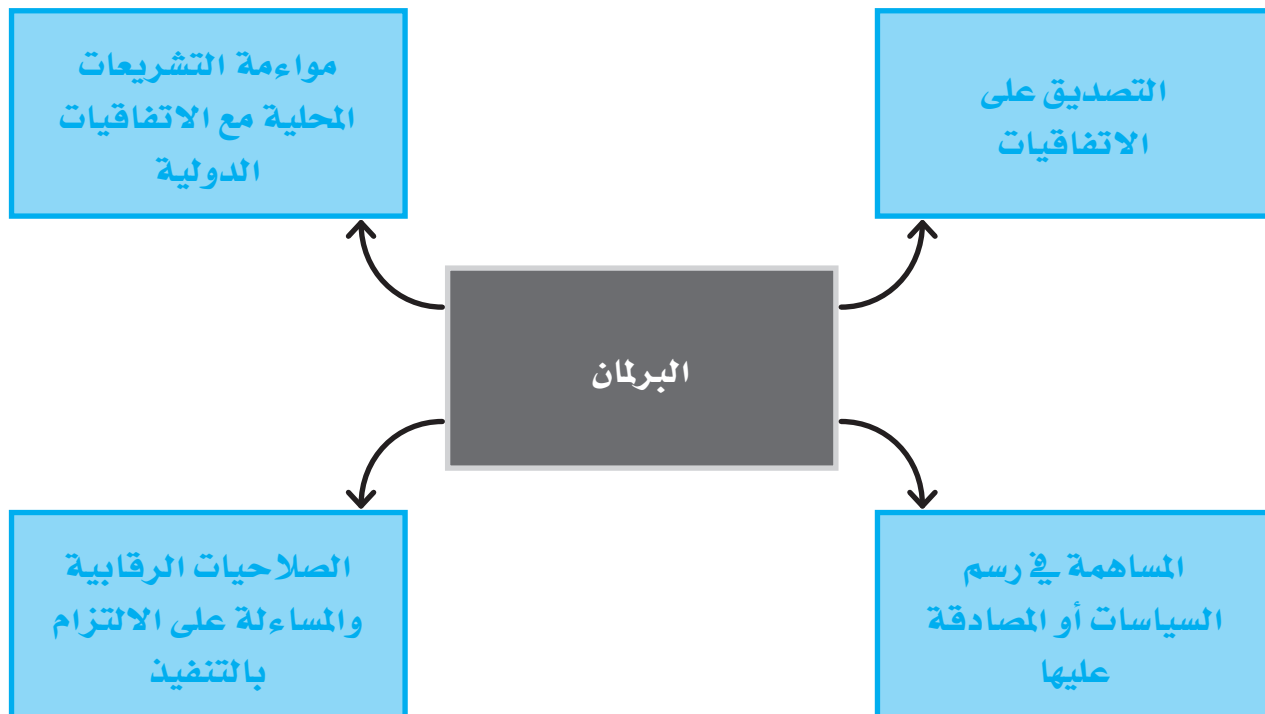 التصديق على
الاتفاقيات
مواءمة التشريعات
المحلية مع الاتفاقيات
الدولية
البرلمان
المساهمة في رسم
السياسات أو المصادقة
عليها
الصلاحيات الرقابية
والمساءلة على الالتزام
بالتنفيذ